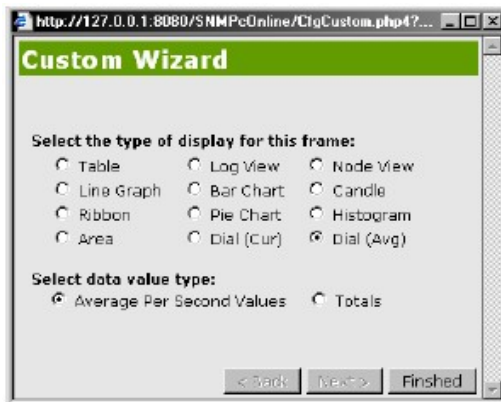 http://127.0.0.1:8080/SNMPcOnline/CfgCustom.php4?...
Custom Wizard
Select the type of display for this frame:
Table Log View Node View
Line Graph Bar Chart Candle
Ribbon Pie Chart Histogram
Area Dial (Cur) Dial (Avg)
Select data value type:
Average Per Second Values Totals
< Back Next > Finshed